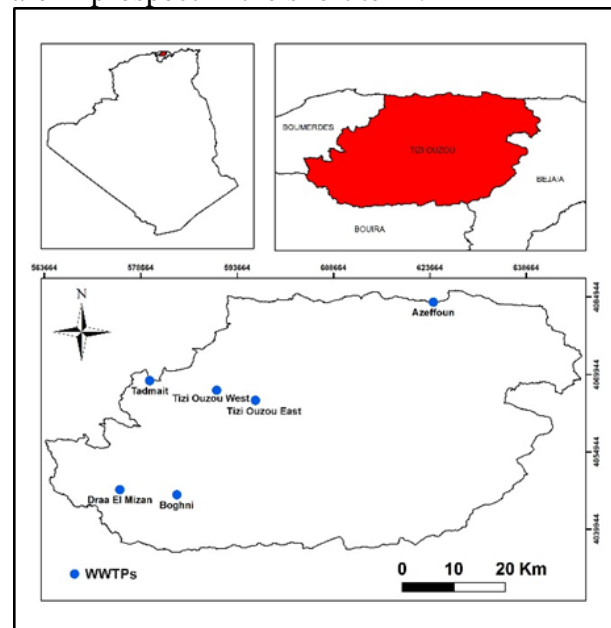 BOUMERDES
TIZI OUZOU
BEJAIA
BOUIRA
563664 578664 593664 608664 623664 638664
N
4084944
Azeffoun
4069944
Tadmait
Tizi Ouzou West
Tizi Ouzou East
4054944
Draa El Mizan
Boghni
4039944
WWTPs
0 10 20 Km